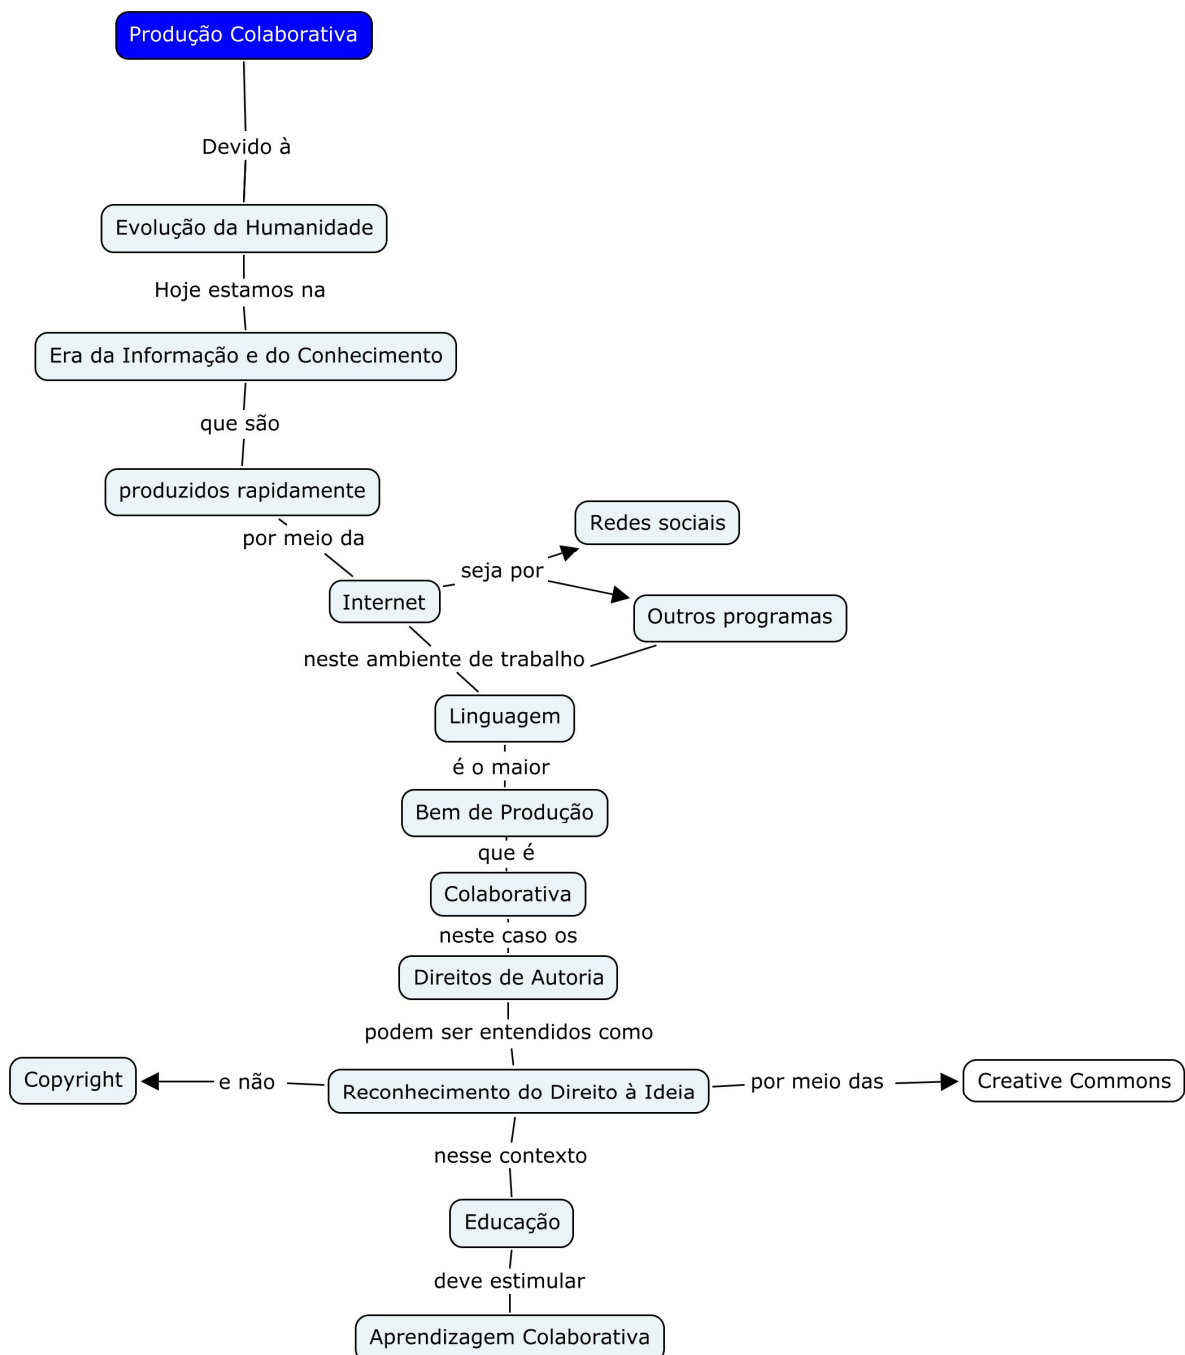 Produção Colaborativa
Devido à
Evolução da Humanidade
Hoje estamos na
Era da Informação e do Conhecimento
que são
produzidos rapidamente
por meio da
Redes sociais
seja por
Internet
Outros programas
neste ambiente de trabalho
Linguagem
é o maior
Bem de Produção
que é
Colaborativa
neste caso os
Direitos de Autoria
podem ser entendidos como
Copyright
e não
Reconhecimento do Direito à Ideia
por meio das
Creative Commons
nesse contexto
Educação
deve estimular
Aprendizagem Colaborativa